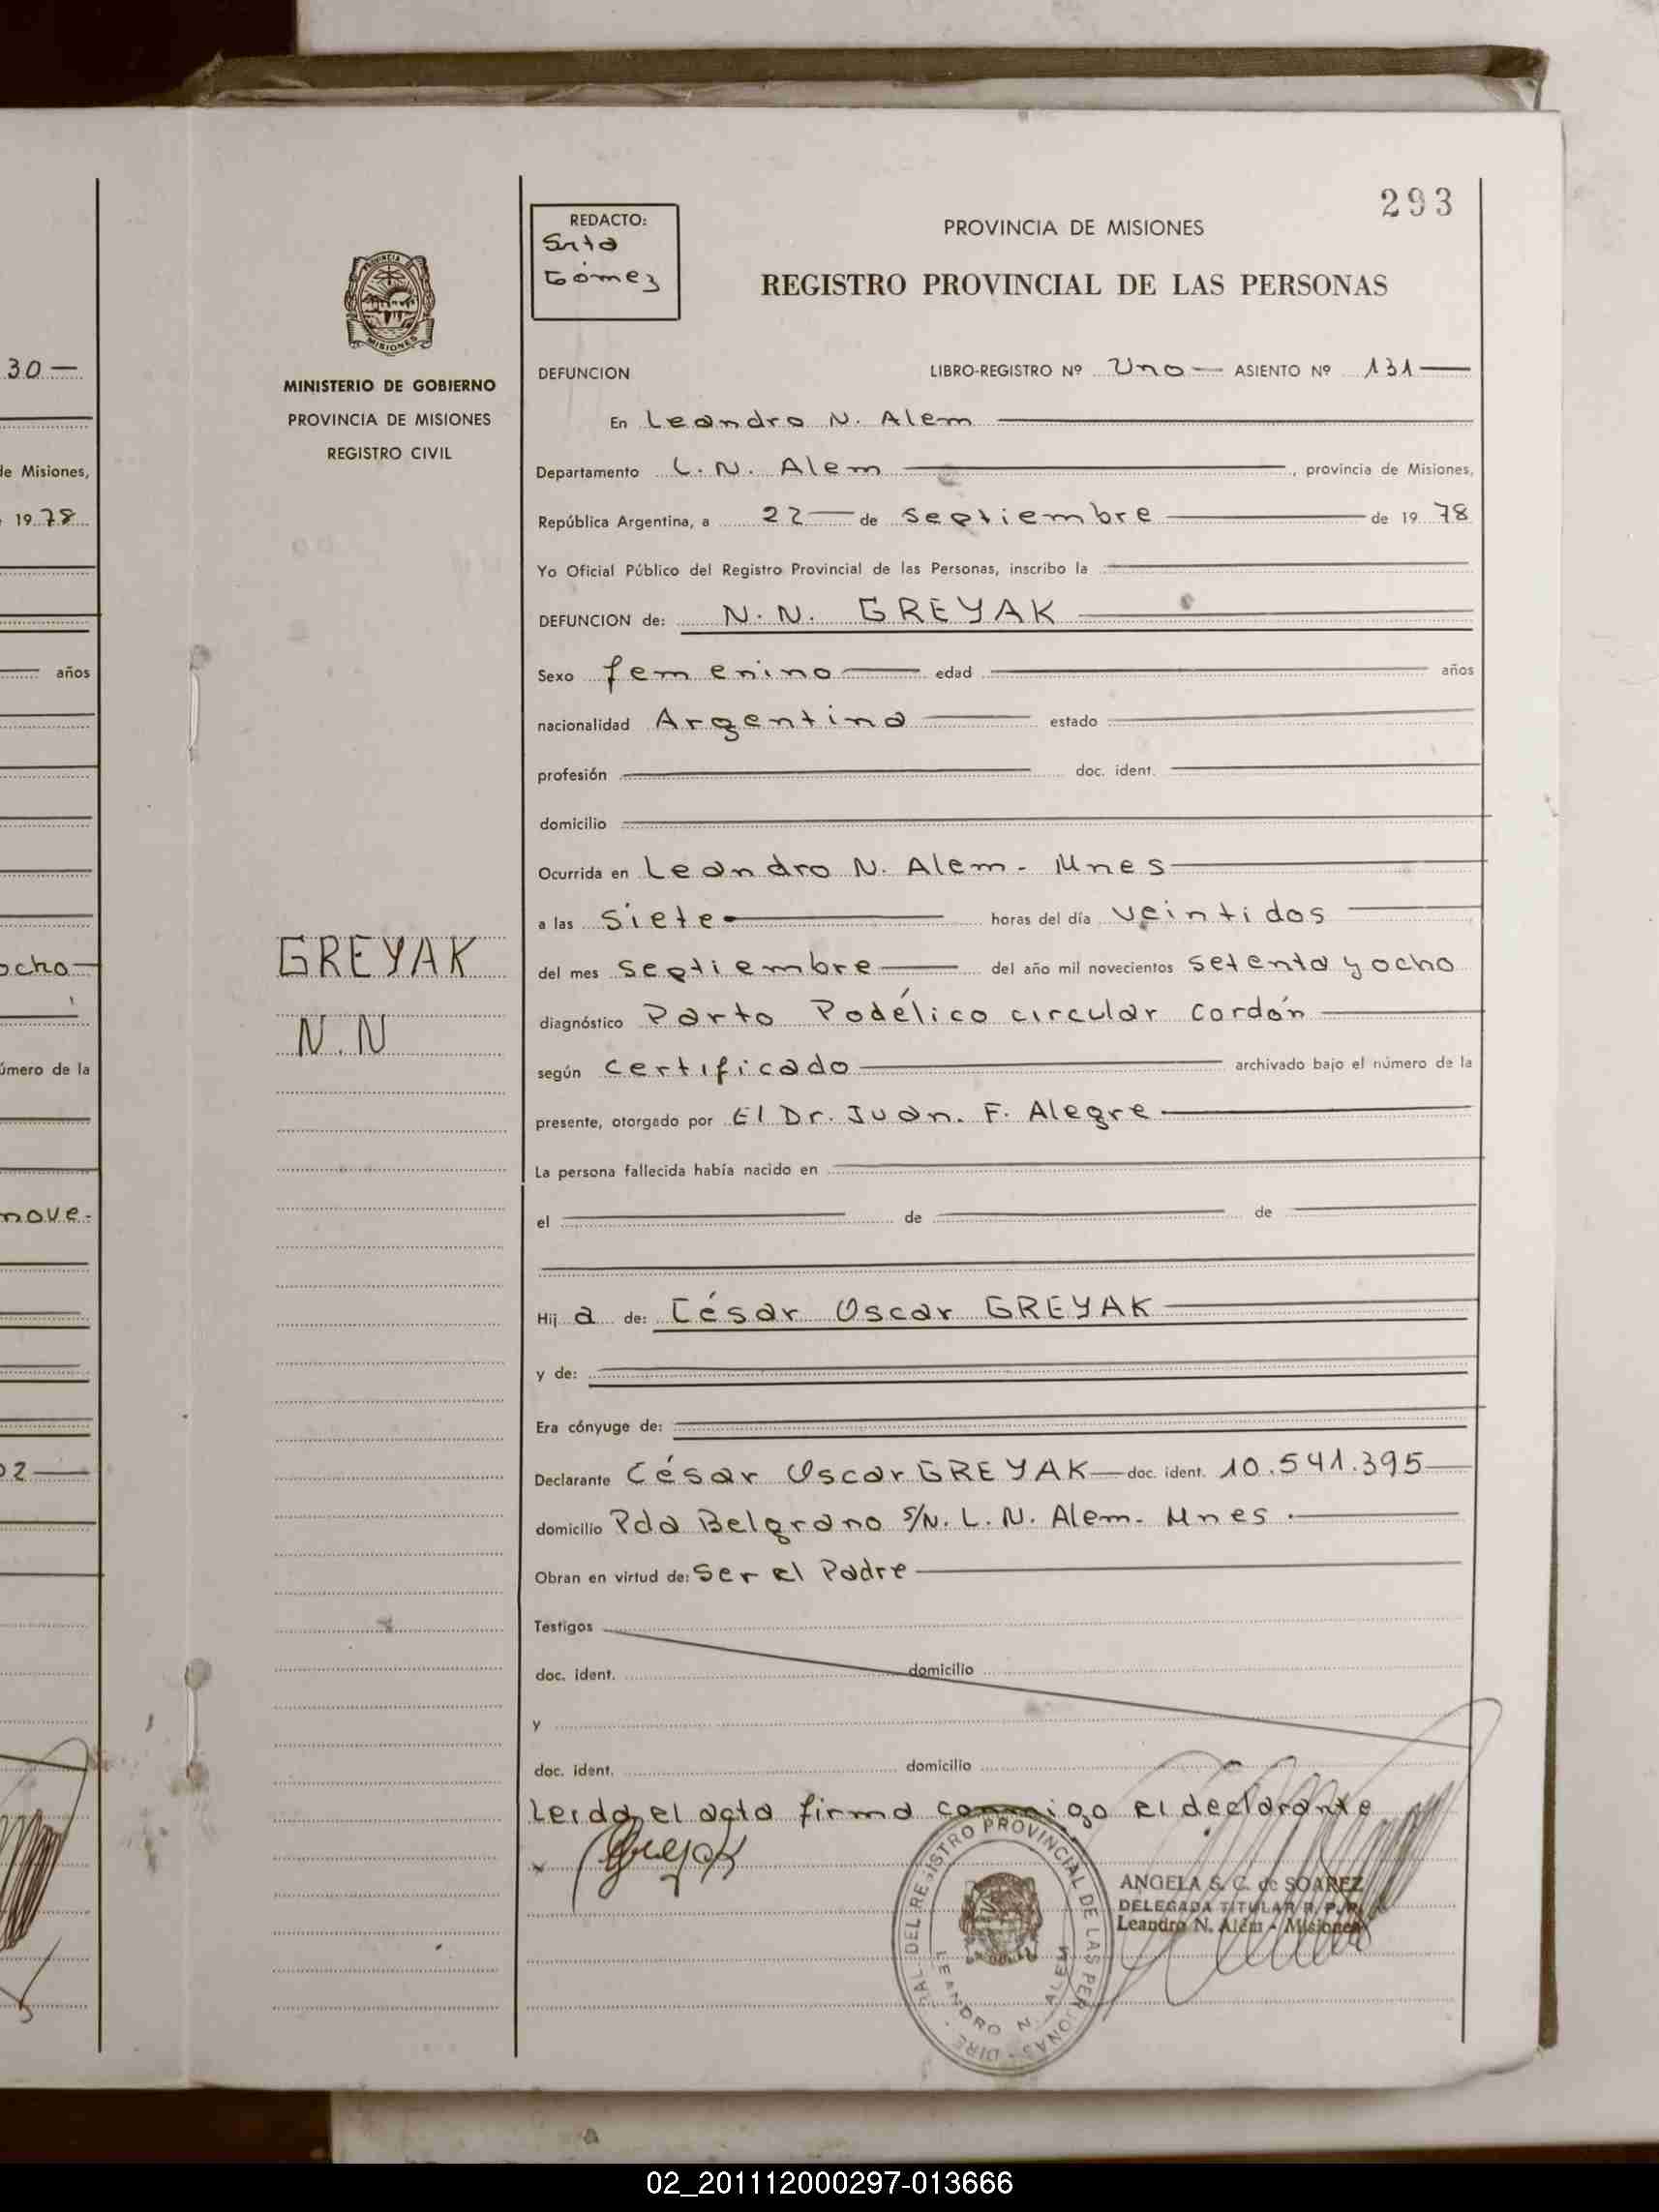 293
REDACTO:
Srta
Gómez
PROVINCIA DE MISIONES
REGISTRO PROVINCIAL DE LAS PERSONAS
PROVINCIA DE
MISIONES
MINISTERIO DE GOBIERNO
PROVINCIA DE MISIONES
REGISTRO CIVIL
30
de Misiones,
1978
años
ocho
número de la
nove-
02
GREYAK
N.N
DEFUNCION LIBRO-REGISTRO Nº Uno ASIENTO Nº 131
En Leandro N. Alem
Departamento L. N. Alem, provincia de Misiones,
República Argentina, a 22 de septiembre de 1978
Yo Oficial Público del Registro Provincial de las Personas, inscribo la
DEFUNCION de: N. N. GREYAK
Sexo femenino edad años
nacionalidad Argentina estado
profesión doc. ident.
domicilio
Ocurrida en Leandro N. Alem - Mnes
a las siete horas del día veintidos
del mes septiembre del año mil novecientos setenta y ocho
diagnóstico Parto Podélico circular cordón
según certificado archivado bajo el número de la
presente, otorgado por El Dr. Juan. F. Alegre
La persona fallecida había nacido en
el de de
Hija de: César Oscar GREYAK
y de:
Era cónyuge de:
Declarante César Oscar GREYAK doc. ident. 10.541.395
domicilio Pda Belgrano S/N. L. N. Alem - Mnes.
Obran en virtud de: Ser el Padre
Testigos
doc. ident. domicilio
y
doc. ident. domicilio
Leida el acta firma conmigo el declarante
Greyak
REGISTRO PROVINCIAL DE LAS PERSONAS
LEANDRO N. ALEM
ANGELA S. C. de SOAREZ
DELEGADA TITULAR R. P. P.
Leandro N. Alem - Misiones
02_201112000297-013666